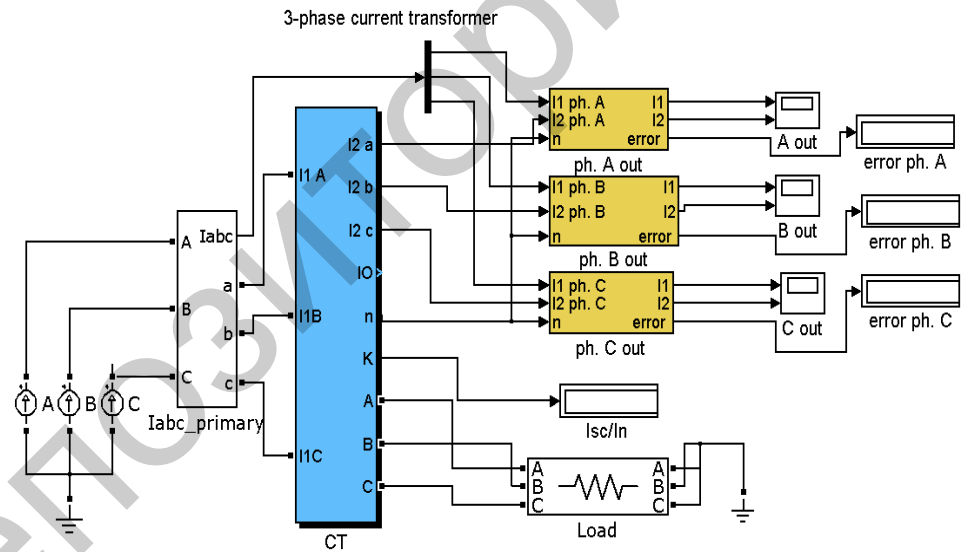 3-phase current transformer
I1 ph. A
I2 ph. A
n
I1
I2
error
ph. A out
A out
error ph. A
I1 ph. B
I2 ph. B
n
I1
I2
error
ph. B out
B out
error ph. B
I1 ph. C
I2 ph. C
n
I1
I2
error
ph. C out
C out
error ph. C
I1 A
I1B
I1C
I2 a
I2 b
I2 c
IO
n
K
A
B
C
CT
A
B
C
Iabc
a
b
c
Iabc_primary
A
B
C
Isc/In
A
B
C
A
B
C
Load
епозитори